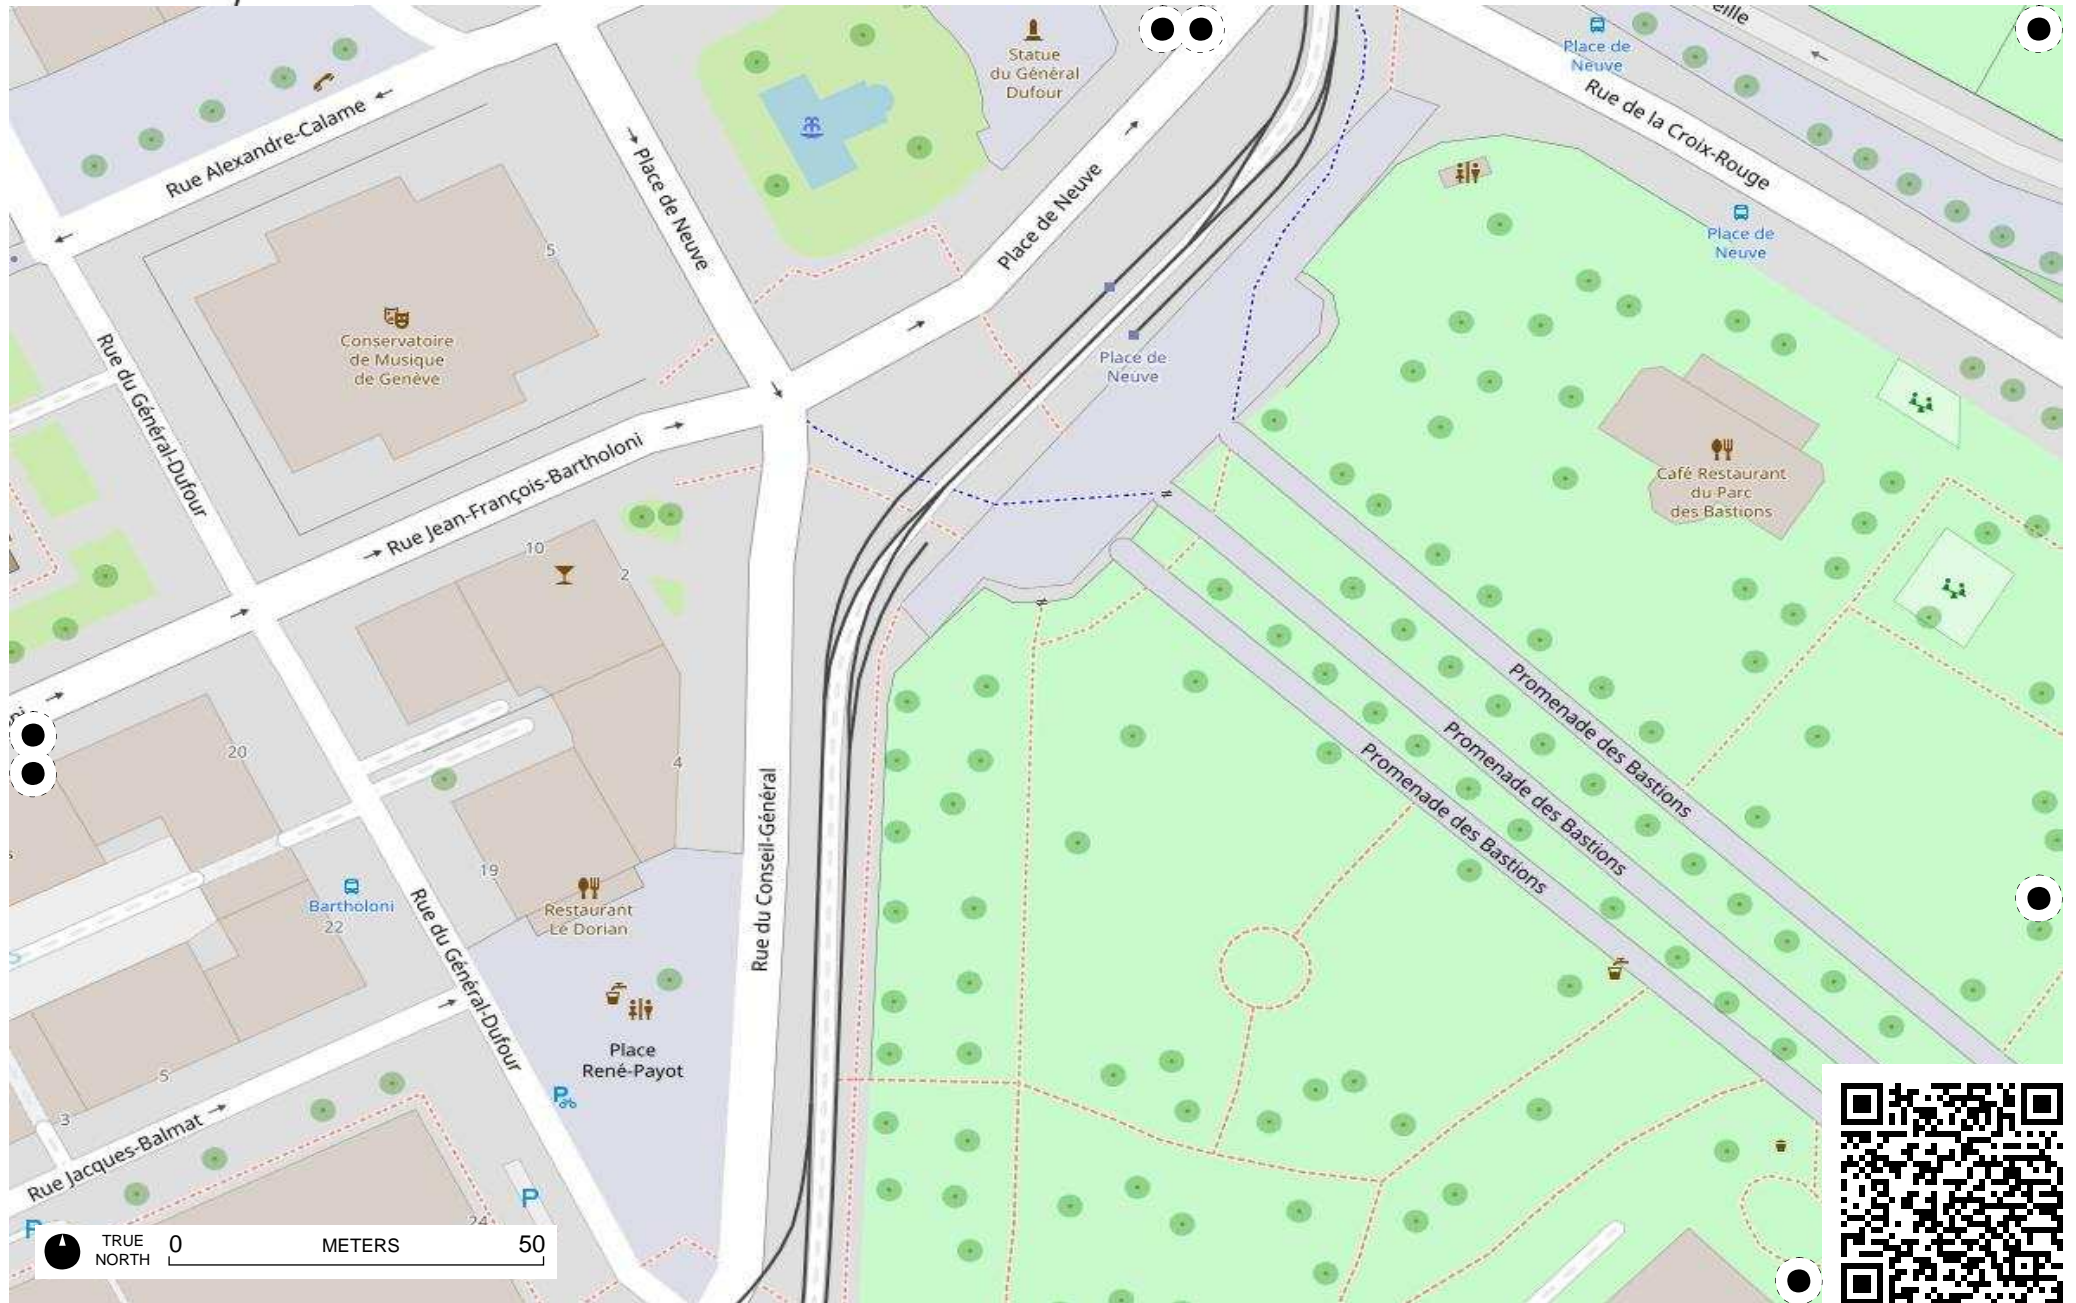 eille
Statue
du Général
Dufour
Place de
Neuve
Rue de la Croix-Rouge
Rue Alexandre-Calame
Place de Neuve
Place de Neuve
Place de
Neuve
5
Conservatoire
de Musique
de Genève
Place de
Neuve
Rue du Général-Dufour
Rue Jean-François-Bartholoni
Café Restaurant
du Parc
des Bastions
10
2
Promenade des Bastions
Promenade des Bastions
Promenade des Bastions
20
4
Rue du Conseil-Général
19
Bartholoni
22
Restaurant
Le Dorian
Rue du Général-Dufour
Place
René-Payot
5
3
P
Rue Jacques-Balmat
P
P
24
TRUE
NORTH
0 METERS 50